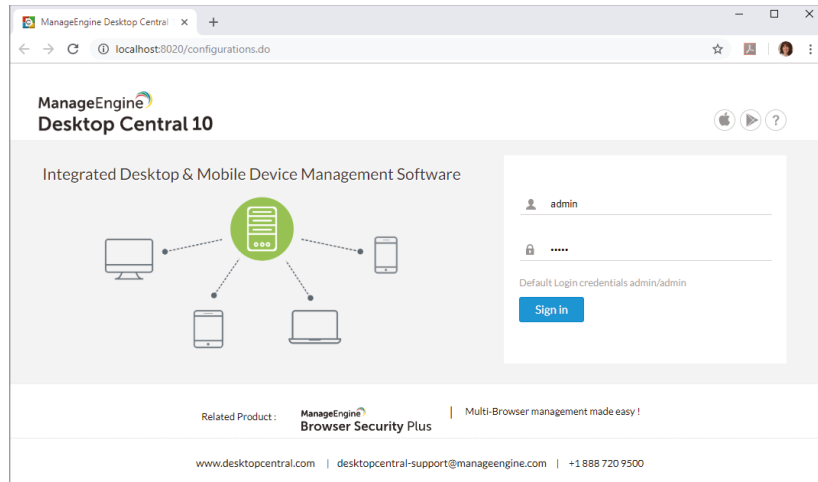 ManageEngine Desktop Central
localhost:8020/configurations.do
ManageEngine
Desktop Central 10
?
Integrated Desktop & Mobile Device Management Software
admin
•••••
Default Login credentials admin/admin
Sign in
Related Product :
ManageEngine
Browser Security Plus
Multi-Browser management made easy !
www.desktopcentral.com | desktopcentral-support@manageengine.com | +1 888 720 9500